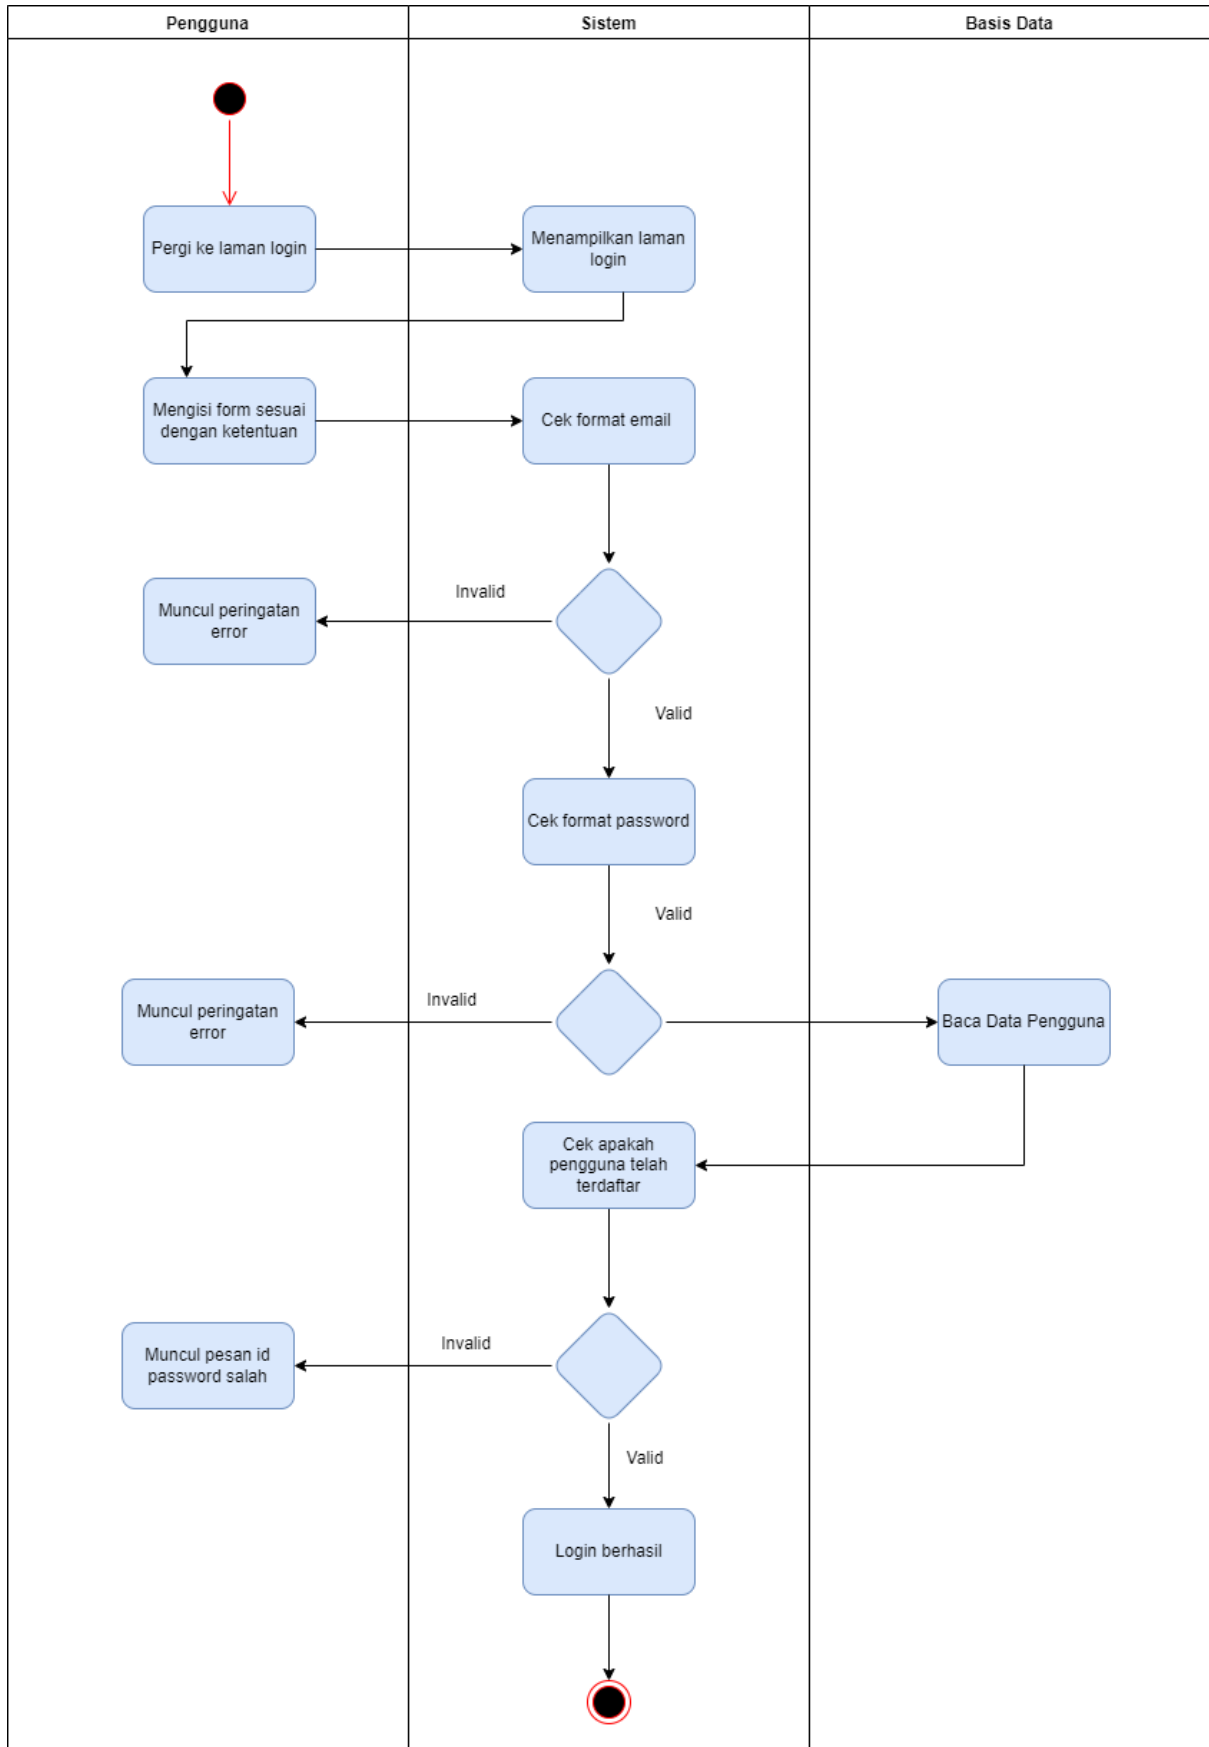 Pengguna
Sistem
Basis Data
Pergi ke laman login
Menampilkan laman
login
Mengisi form sesuai
dengan ketentuan
Cek format email
Invalid
Muncul peringatan
error
Valid
Cek format password
Valid
Invalid
Muncul peringatan
error
Baca Data Pengguna
Cek apakah
pengguna telah
terdaftar
Invalid
Muncul pesan id
password salah
Valid
Login berhasil